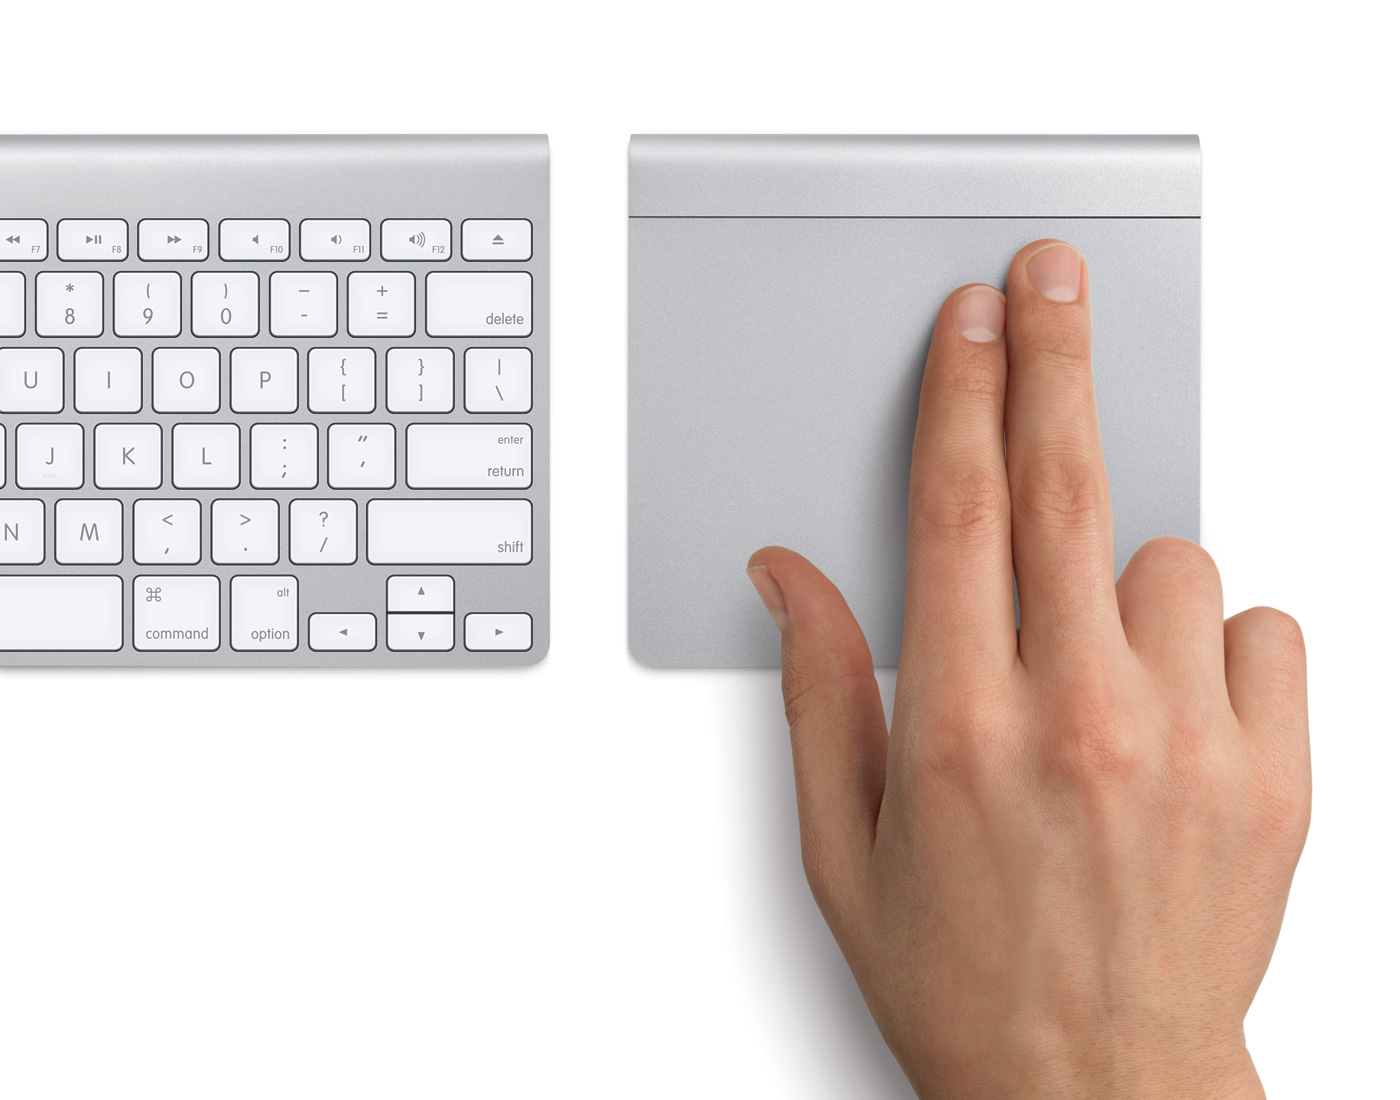 F7 F8 F9 F10 F11 F12
* ( ) — +
8 9 0 - = delete
U I O P { [ } ] | \
J K L : ; " ' enter return
N M < , > . ? / shift
⌘ alt
command option